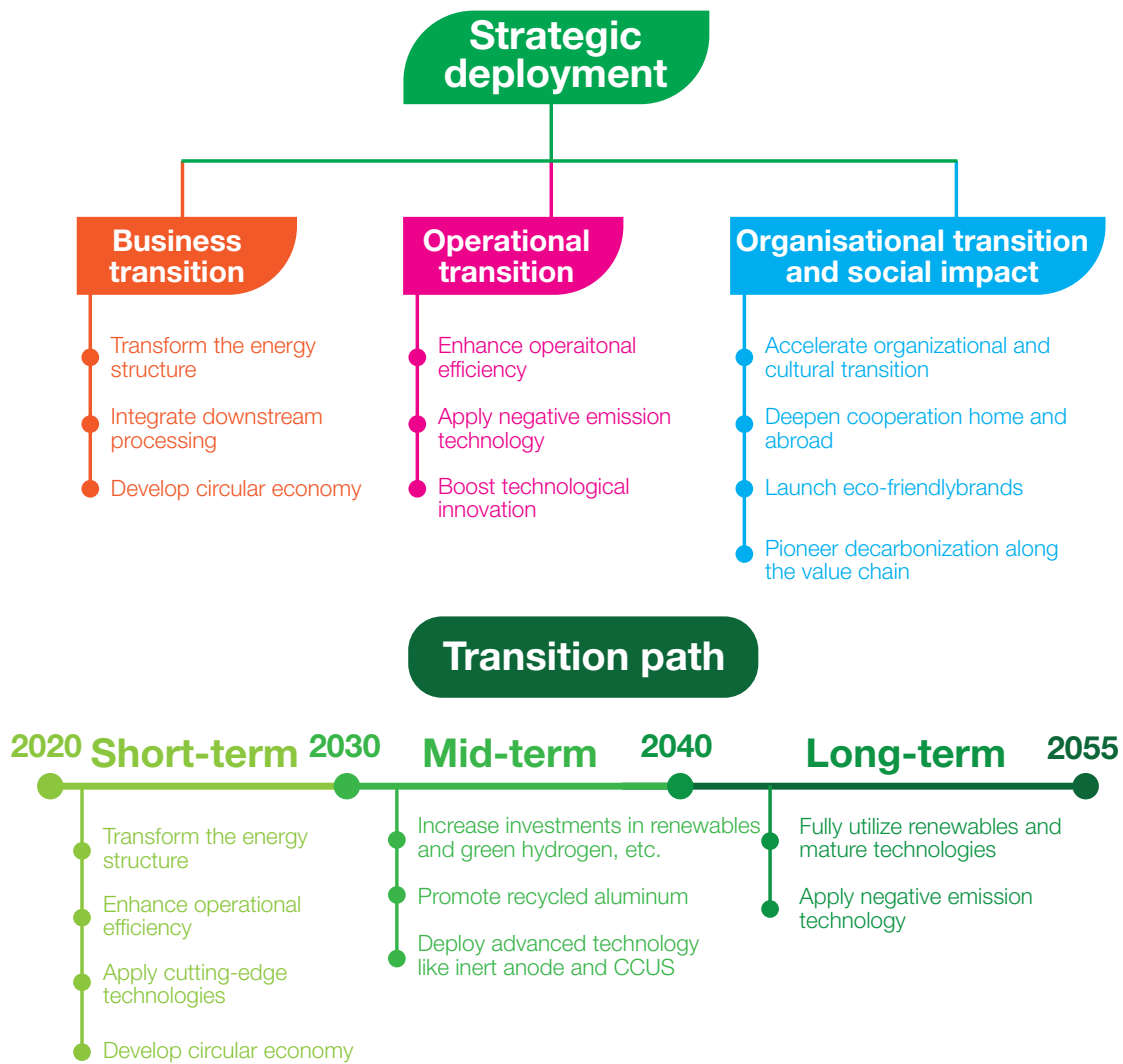 Strategic
deployment
Business
transition
Transform the energy
structure
Integrate downstream
processing
Develop circular economy
Operational
transition
Enhance operaitonal
efficiency
Apply negative emission
technology
Boost technological
innovation
Organisational transition
and social impact
Accelerate organizational and
cultural transition
Deepen cooperation home and
abroad
Launch eco-friendlybrands
Pioneer decarbonization along
the value chain
Transition path
2020 Short-term 2030 Mid-term 2040 Long-term 2055
Transform the energy
structure
Enhance operational
efficiency
Apply cutting-edge
technologies
Develop circular economy
Increase investments in renewables
and green hydrogen, etc.
Promote recycled aluminum
Deploy advanced technology
like inert anode and CCUS
Fully utilize renewables and
mature technologies
Apply negative emission
technology